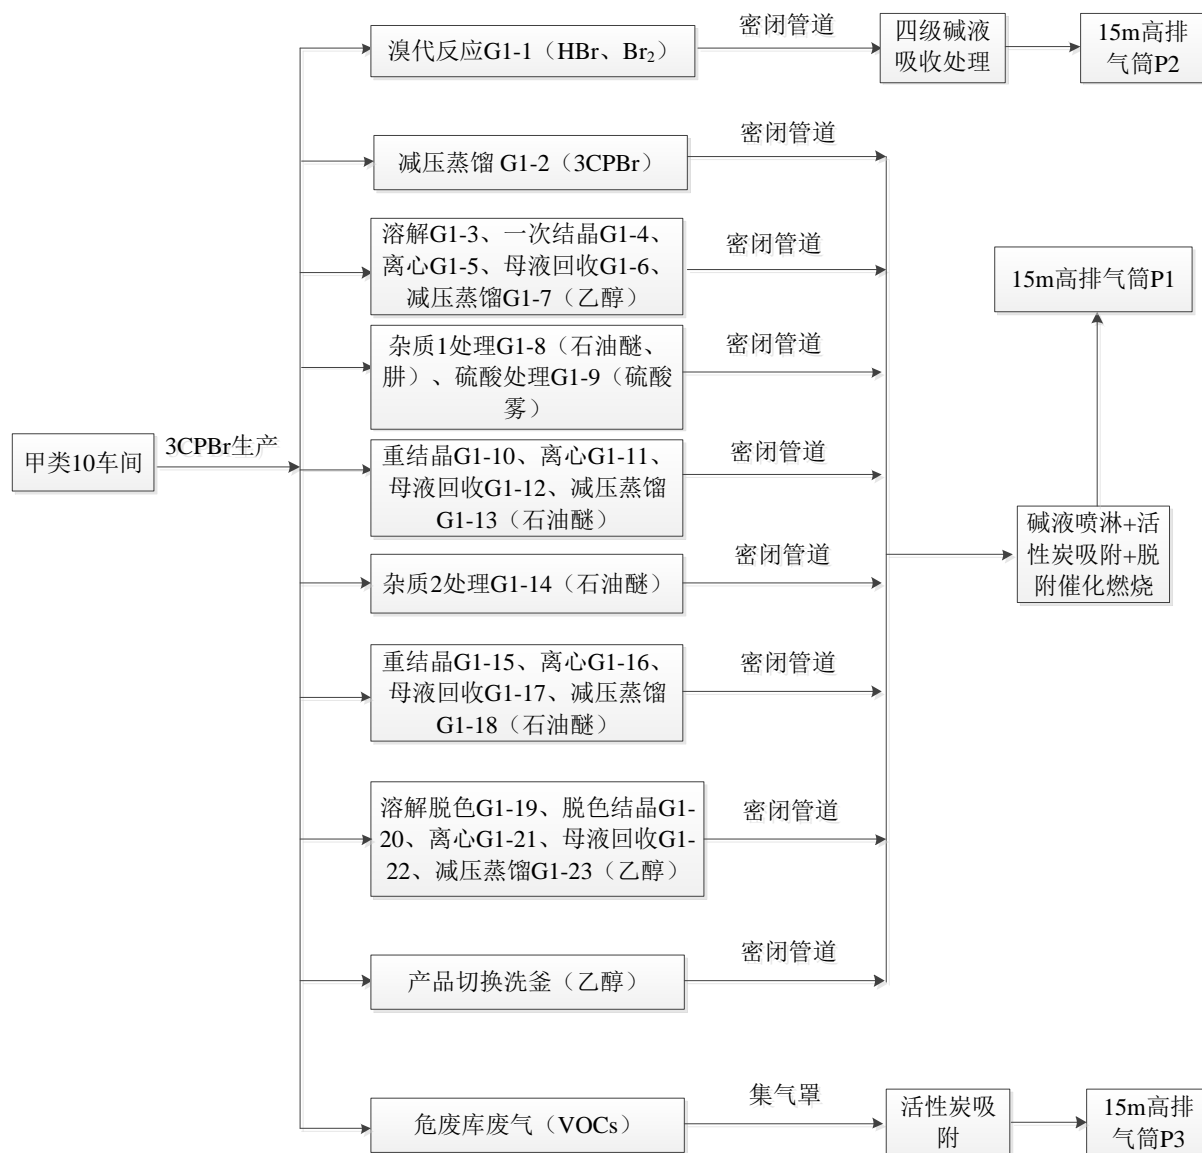 溴代反应G1-1（HBr、Br₂）
密闭管道
四级碱液
吸收处理
15m高排
气筒P2
减压蒸馏 G1-2（3CPBr）
密闭管道
溶解G1-3、一次结晶G1-4、
离心G1-5、母液回收G1-6、
减压蒸馏G1-7（乙醇）
密闭管道
15m高排气筒P1
杂质1处理G1-8（石油醚、
肼）、硫酸处理G1-9（硫酸
雾）
密闭管道
甲类10车间
3CPBr生产
重结晶G1-10、离心G1-11、
母液回收G1-12、减压蒸馏
G1-13（石油醚）
密闭管道
碱液喷淋+活
性炭吸附+脱
附催化燃烧
杂质2处理G1-14（石油醚）
密闭管道
重结晶G1-15、离心G1-16、
母液回收G1-17、减压蒸馏
G1-18（石油醚）
密闭管道
溶解脱色G1-19、脱色结晶G1-
20、离心G1-21、母液回收G1-
22、减压蒸馏G1-23（乙醇）
密闭管道
产品切换洗釜（乙醇）
密闭管道
危废库废气（VOCs）
集气罩
活性炭吸
附
15m高排
气筒P3